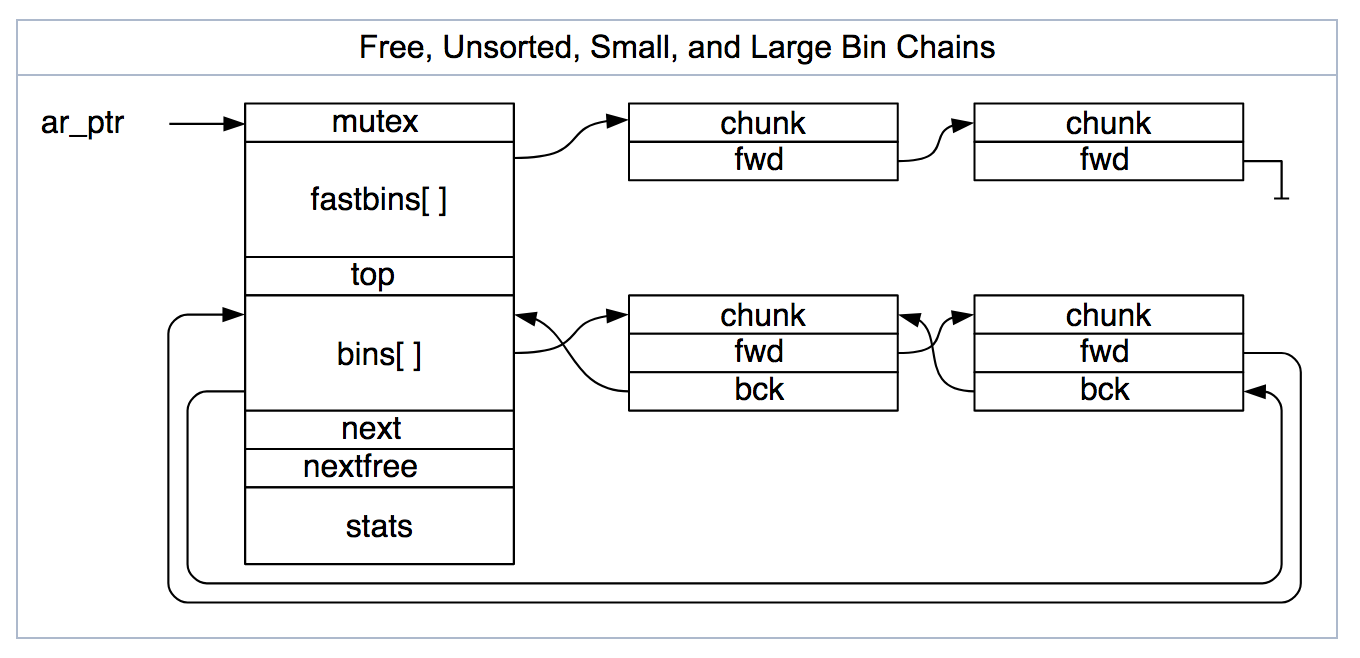 Free, Unsorted, Small, and Large Bin Chains
ar_ptr
mutex
chunk
chunk
fwd
fwd
fastbins[ ]
top
chunk
chunk
bins[ ]
fwd
fwd
bck
bck
next
nextfree
stats